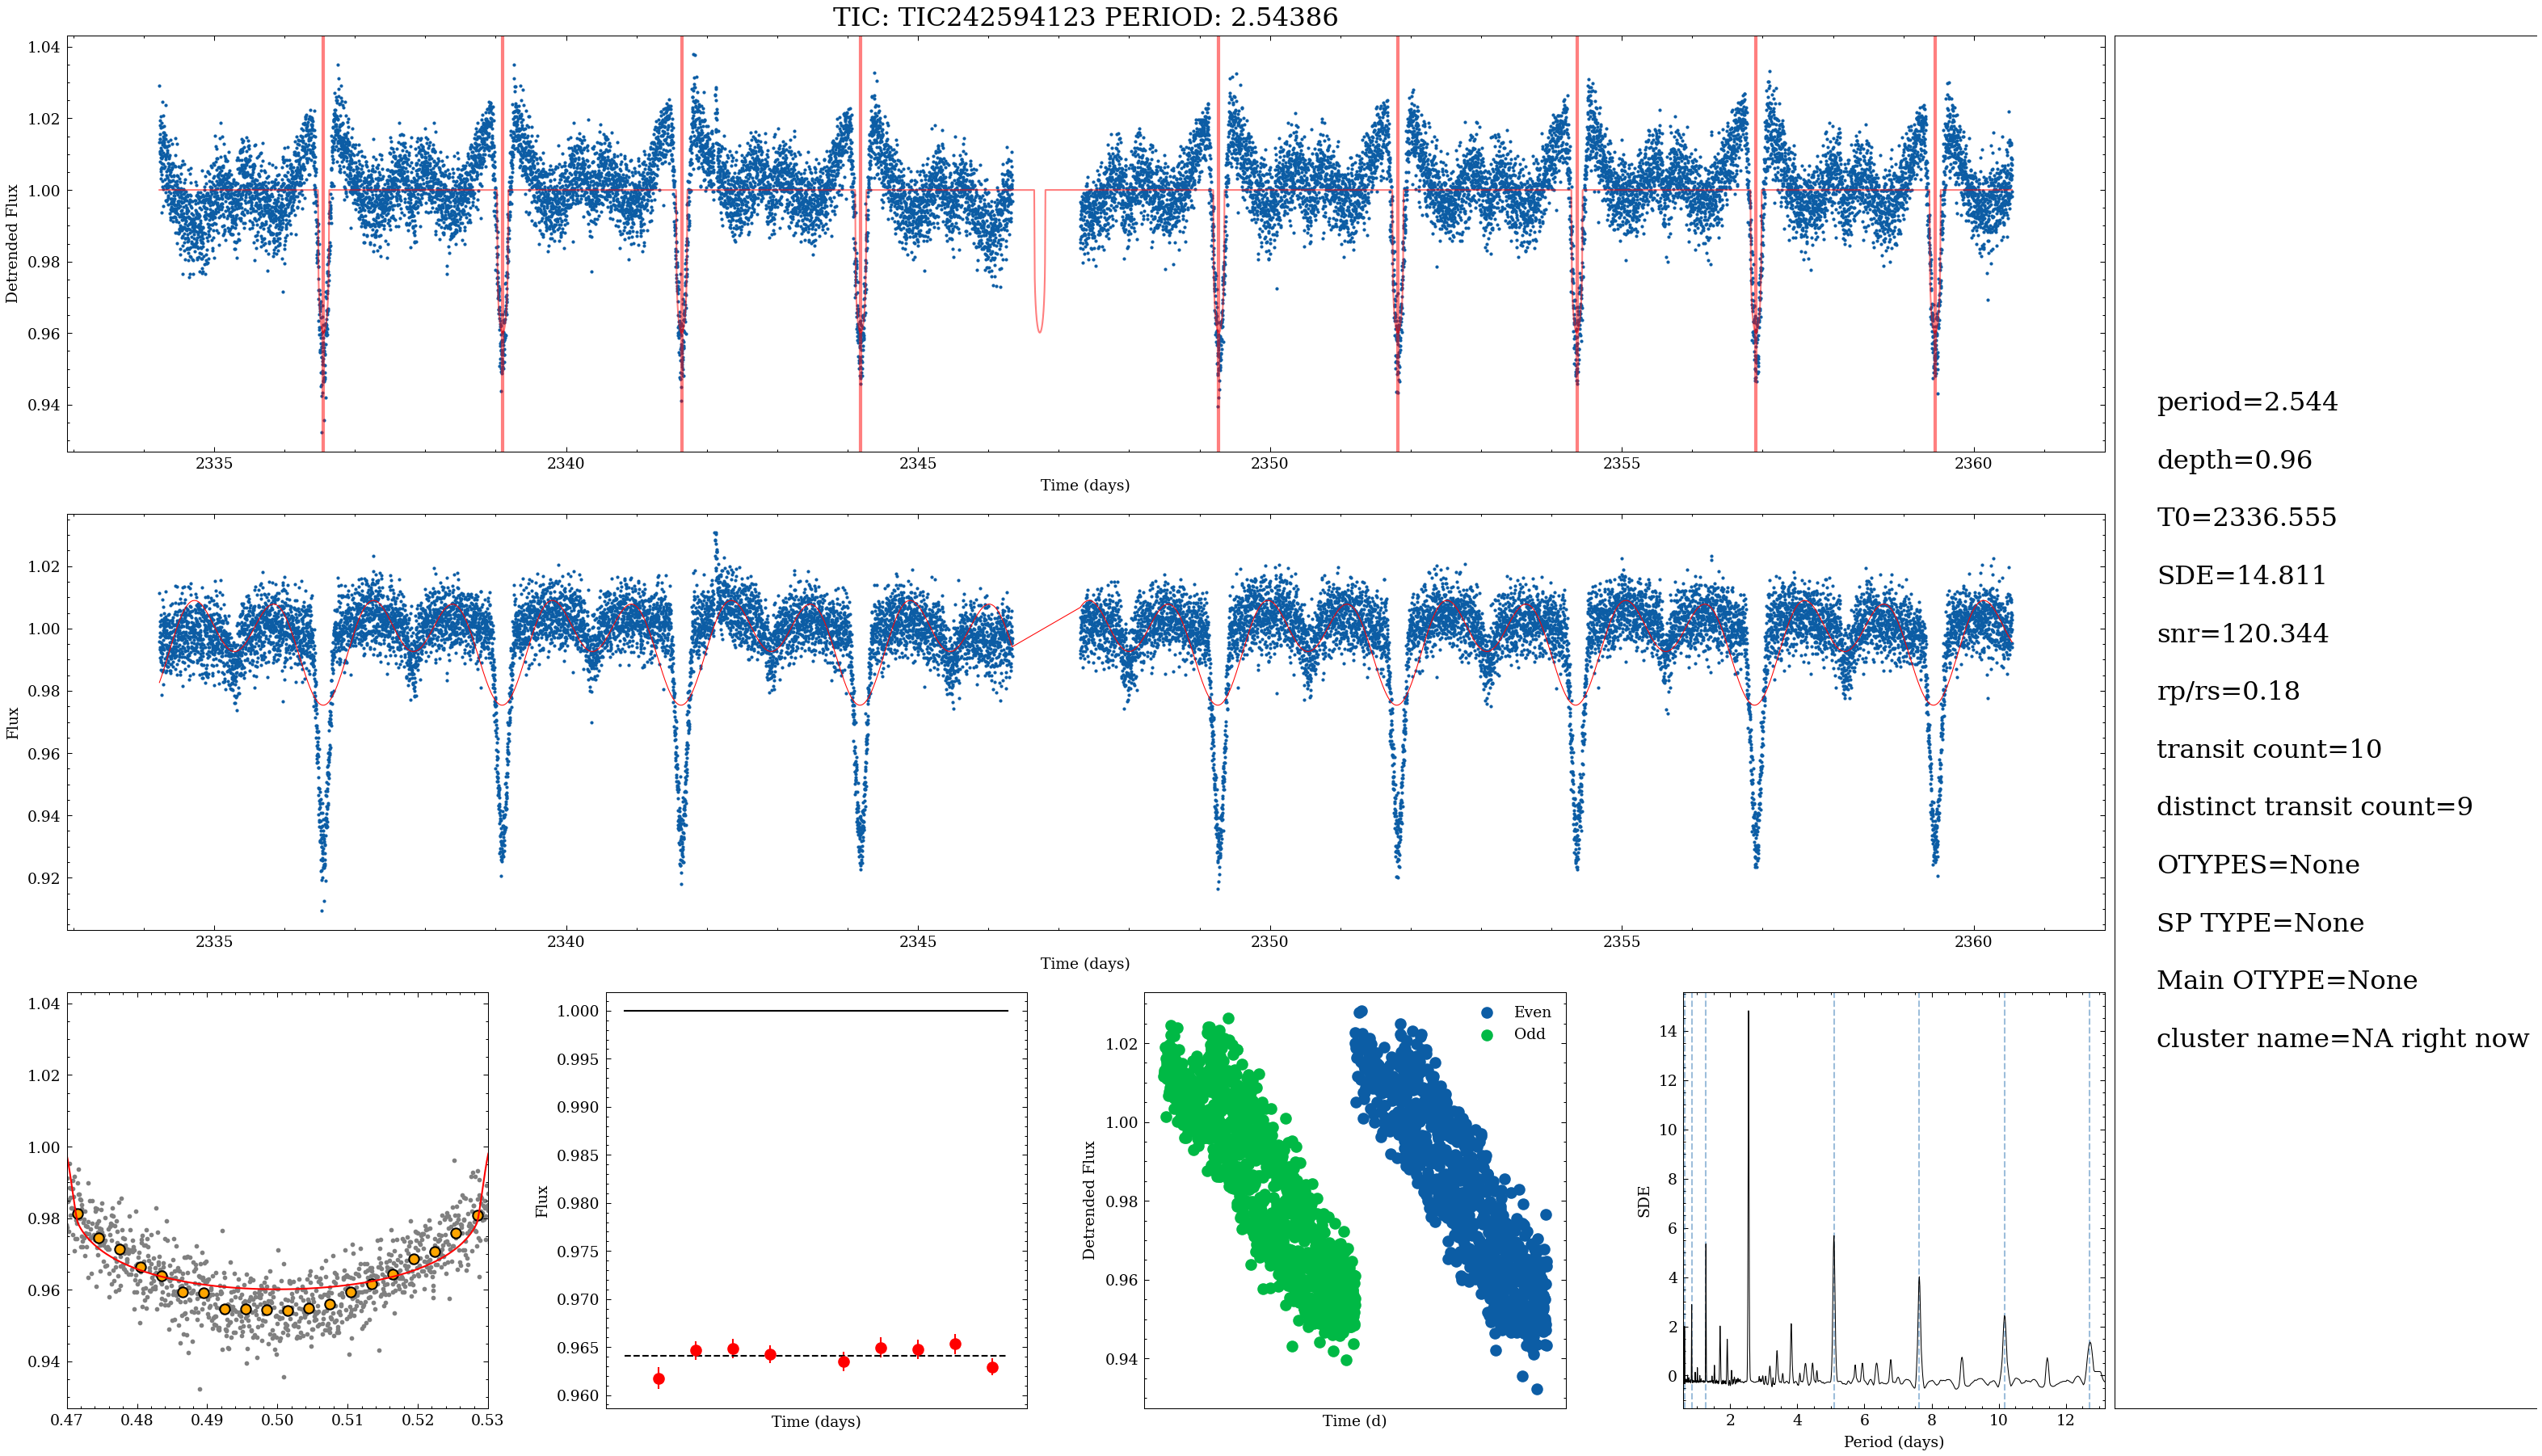 TIC: TIC242594123 PERIOD: 2.54386
1.04
1.02
1.00
0.98
0.96
0.94
Detrended Flux
2335
2340
2345
2350
2355
2360
Time (days)
1.02
1.00
0.98
0.96
0.94
0.92
Flux
2335
2340
2345
2350
2355
2360
Time (days)
period=2.544
depth=0.96
T0=2336.555
SDE=14.811
snr=120.344
rp/rs=0.18
transit count=10
distinct transit count=9
OTYPES=None
SP TYPE=None
Main OTYPE=None
cluster name=NA right now
1.04
1.02
1.00
0.98
0.96
0.94
0.47
0.48
0.49
0.50
0.51
0.52
0.53
1.000
0.995
0.990
0.985
0.980
0.975
0.970
0.965
0.960
Flux
Time (days)
1.02
1.00
0.98
0.96
0.94
Detrended Flux
Even
Odd
Time (d)
14
12
10
8
6
4
2
0
SDE
2
4
6
8
10
12
Period (days)